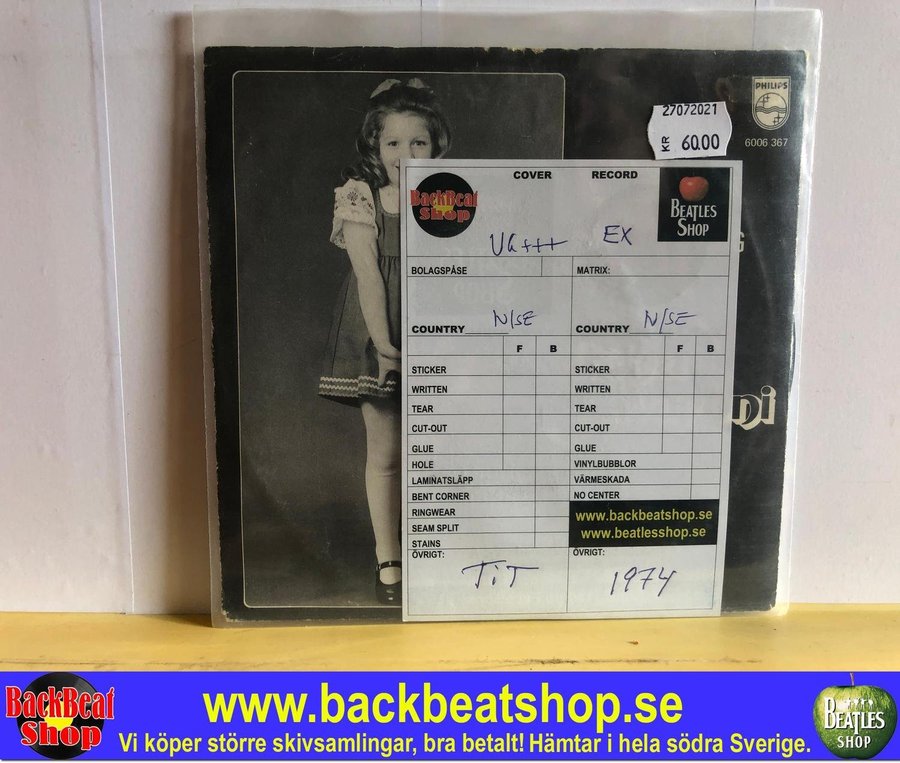 PHILIPS
6006 367
27072021
KR 60.00
COVER RECORD
BackBeat
Shop
BEATLES
SHOP
VG+++ EX
G
BOLAGSPÅSE MATRIX:
COUNTRY N/SE COUNTRY N/SE
F B F B
STICKER STICKER
WRITTEN WRITTEN
TEAR TEAR
CUT-OUT CUT-OUT
GLUE GLUE
HOLE VINYLBUBBLOR
LAMINATSLÄPP VÄRMESKADA
BENT CORNER NO CENTER
RINGWEAR
SEAM SPLIT
STAINS
www.backbeatshop.se
www.beatlesshop.se
ÖVRIGT: ÖVRIGT:
TiT 1974
BackBeat
Shop
www.backbeatshop.se
Vi köper större skivsamlingar, bra betalt! Hämtar i hela södra Sverige.
BEATLES
SHOP